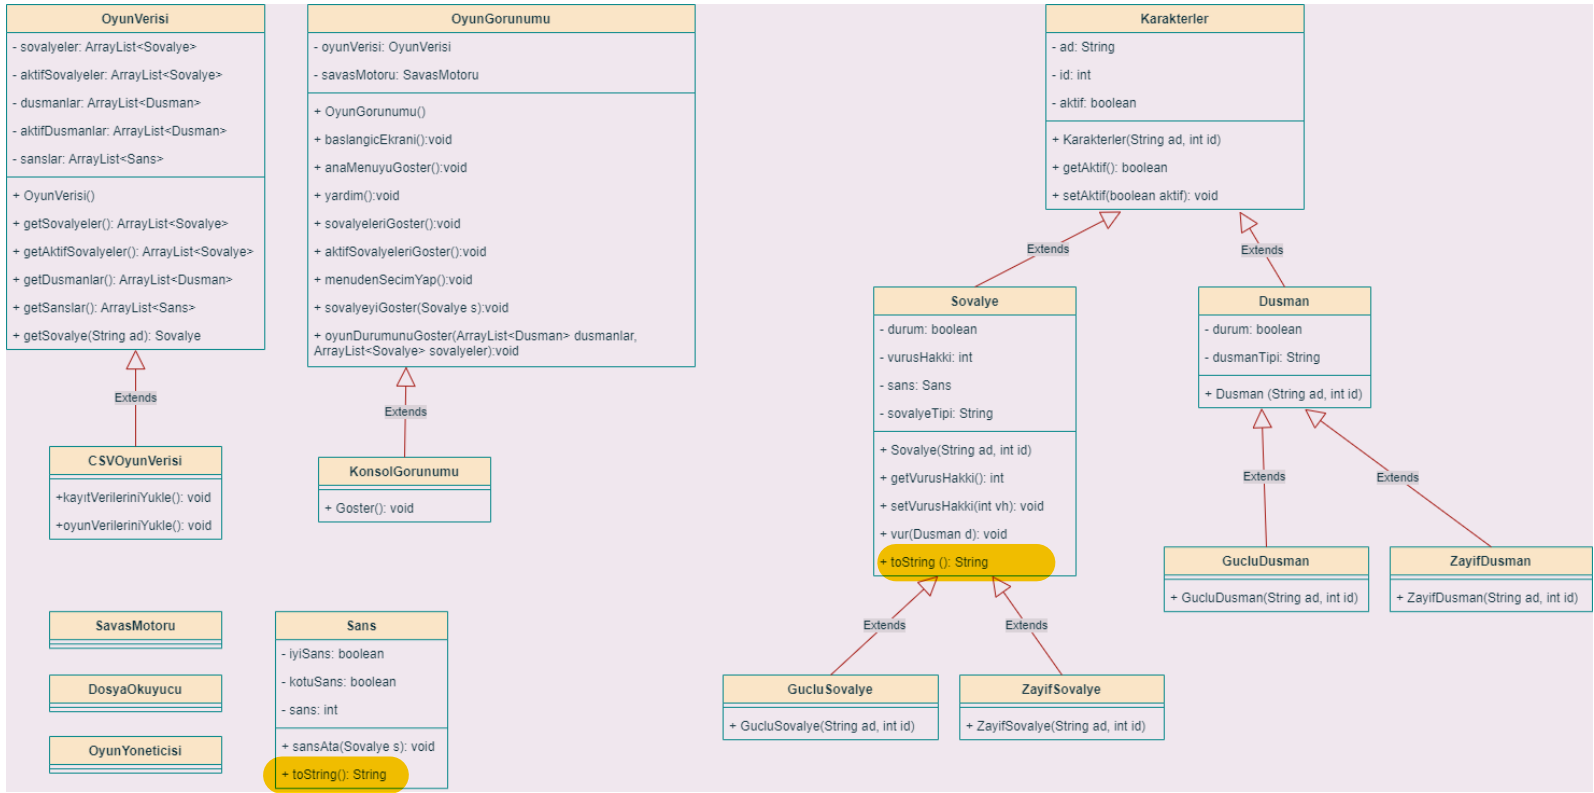 OyunVerisi
- sovalyeler: ArrayList<Sovalye>
- aktifSovalyeler: ArrayList<Sovalye>
- dusmanlar: ArrayList<Dusman>
- aktifDusmanlar: ArrayList<Dusman>
- sanslar: ArrayList<Sans>
+ OyunVerisi()
+ getSovalyeler(): ArrayList<Sovalye>
+ getAktifSovalyeler(): ArrayList<Sovalye>
+ getDusmanlar(): ArrayList<Dusman>
+ getSanslar(): ArrayList<Sans>
+ getSovalye(String ad): Sovalye
Extends
CSVOyunVerisi
+kayıtVerileriniYukle(): void
+oyunVerileriniYukle(): void
OyunGorunumu
- oyunVerisi: OyunVerisi
- savasMotoru: SavasMotoru
+ OyunGorunumu()
+ baslangicEkrani():void
+ anaMenuyuGoster():void
+ yardim():void
+ sovalyeleriGoster():void
+ aktifSovalyeleriGoster():void
+ menudenSecimYap():void
+ sovalyeyiGoster(Sovalye s):void
+ oyunDurumunuGoster(ArrayList<Dusman> dusmanlar,
ArrayList<Sovalye> sovalyeler):void
Extends
KonsolGorunumu
+ Goster(): void
Karakterler
- ad: String
- id: int
- aktif: boolean
+ Karakterler(String ad, int id)
+ getAktif(): boolean
+ setAktif(boolean aktif): void
Extends
Extends
Sovalye
- durum: boolean
- vurusHakki: int
- sans: Sans
- sovalyeTipi: String
+ Sovalye(String ad, int id)
+ getVurusHakki(): int
+ setVurusHakki(int vh): void
+ vur(Dusman d): void
+ toString (): String
Dusman
- durum: boolean
- dusmanTipi: String
+ Dusman (String ad, int id)
Extends
Extends
GucluDusman
+ GucluDusman(String ad, int id)
ZayifDusman
+ ZayifDusman(String ad, int id)
Extends
Extends
GucluSovalye
+ GucluSovalye(String ad, int id)
ZayifSovalye
+ ZayifSovalye(String ad, int id)
SavasMotoru
DosyaOkuyucu
OyunYoneticisi
Sans
- iyiSans: boolean
- kotuSans: boolean
- sans: int
+ sansAta(Sovalye s): void
+ toString(): String